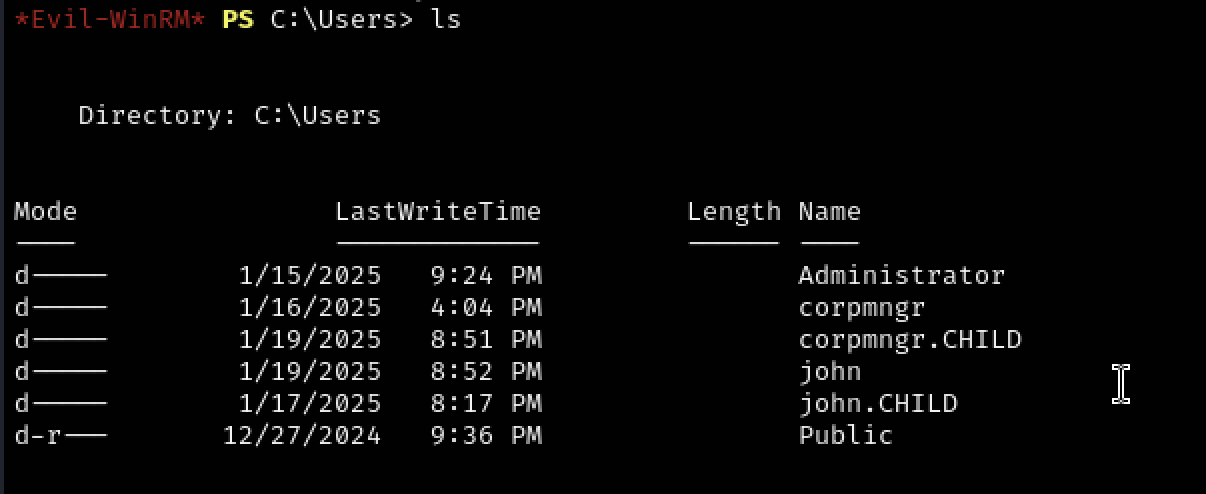 *Evil-WinRM* PS C:\Users> ls
Directory: C:\Users
Mode LastWriteTime Length Name
---- ------------- ------ ----
d----- 1/15/2025 9:24 PM Administrator
d----- 1/16/2025 4:04 PM corpmngr
d----- 1/19/2025 8:51 PM corpmngr.CHILD
d----- 1/19/2025 8:52 PM john
d----- 1/17/2025 8:17 PM john.CHILD
d-r--- 12/27/2024 9:36 PM Public